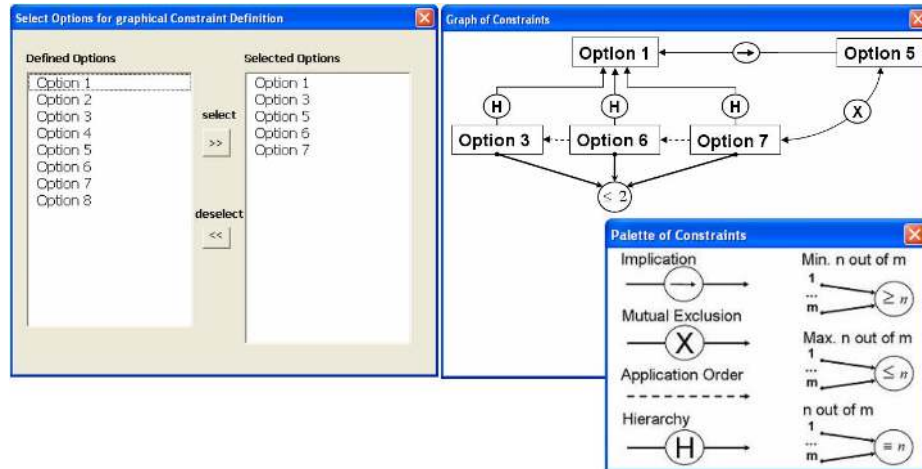 Select Options for graphical Constraint Definition
Defined Options
Selected Options
Option 1
Option 2
Option 3
Option 4
Option 5
Option 6
Option 7
Option 8
select
>>
deselect
<<
Option 1
Option 3
Option 5
Option 6
Option 7
Graph of Constraints
Option 1
→
Option 5
H
H
H
X
Option 3
Option 6
Option 7
< 2
Palette of Constraints
Implication
→
Mutual Exclusion
X
Application Order
Hierarchy
H
Min. n out of m
1
...
m
≥ n
Max. n out of m
1
...
m
≤ n
n out of m
1
...
m
= n